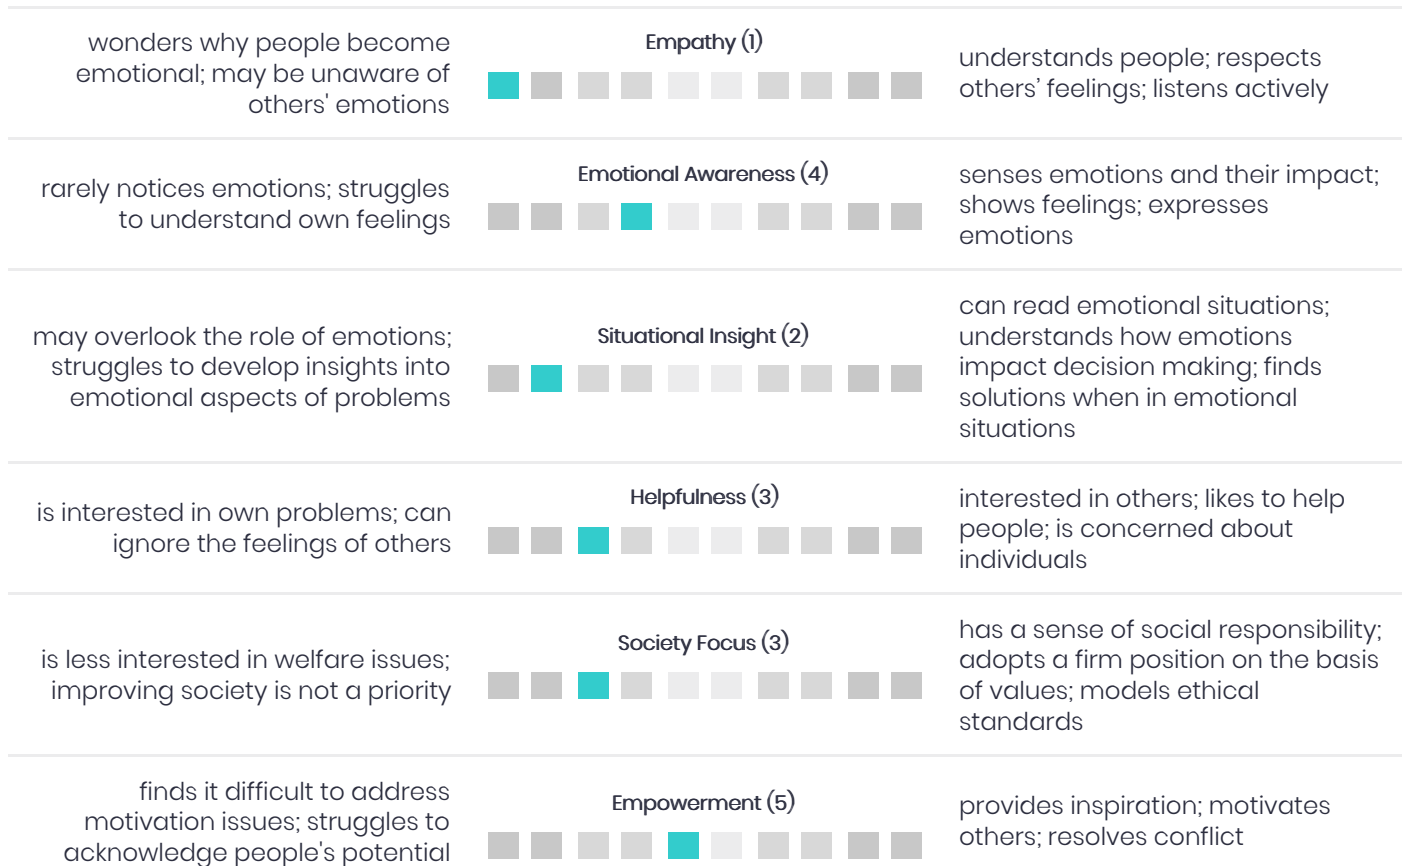 wonders why people become
emotional; may be unaware of
others' emotions
Empathy (1)
understands people; respects
others’ feelings; listens actively
rarely notices emotions; struggles
to understand own feelings
Emotional Awareness (4)
senses emotions and their impact;
shows feelings; expresses
emotions
may overlook the role of emotions;
struggles to develop insights into
emotional aspects of problems
Situational Insight (2)
can read emotional situations;
understands how emotions
impact decision making; finds
solutions when in emotional
situations
is interested in own problems; can
ignore the feelings of others
Helpfulness (3)
interested in others; likes to help
people; is concerned about
individuals
is less interested in welfare issues;
improving society is not a priority
Society Focus (3)
has a sense of social responsibility;
adopts a firm position on the basis
of values; models ethical
standards
finds it difficult to address
motivation issues; struggles to
acknowledge people's potential
Empowerment (5)
provides inspiration; motivates
others; resolves conflict